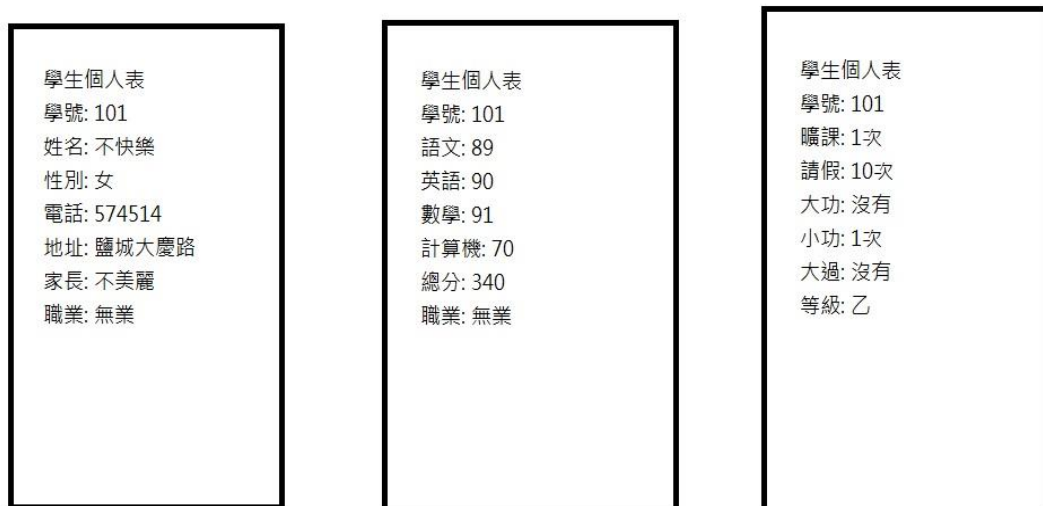 學生個人表
學號: 101
姓名: 不快樂
性別: 女
電話: 574514
地址: 鹽城大慶路
家長: 不美麗
職業: 無業
學生個人表
學號: 101
語文: 89
英語: 90
數學: 91
計算機: 70
總分: 340
職業: 無業
學生個人表
學號: 101
曠課: 1次
請假: 10次
大功: 沒有
小功: 1次
大過: 沒有
等級: 乙